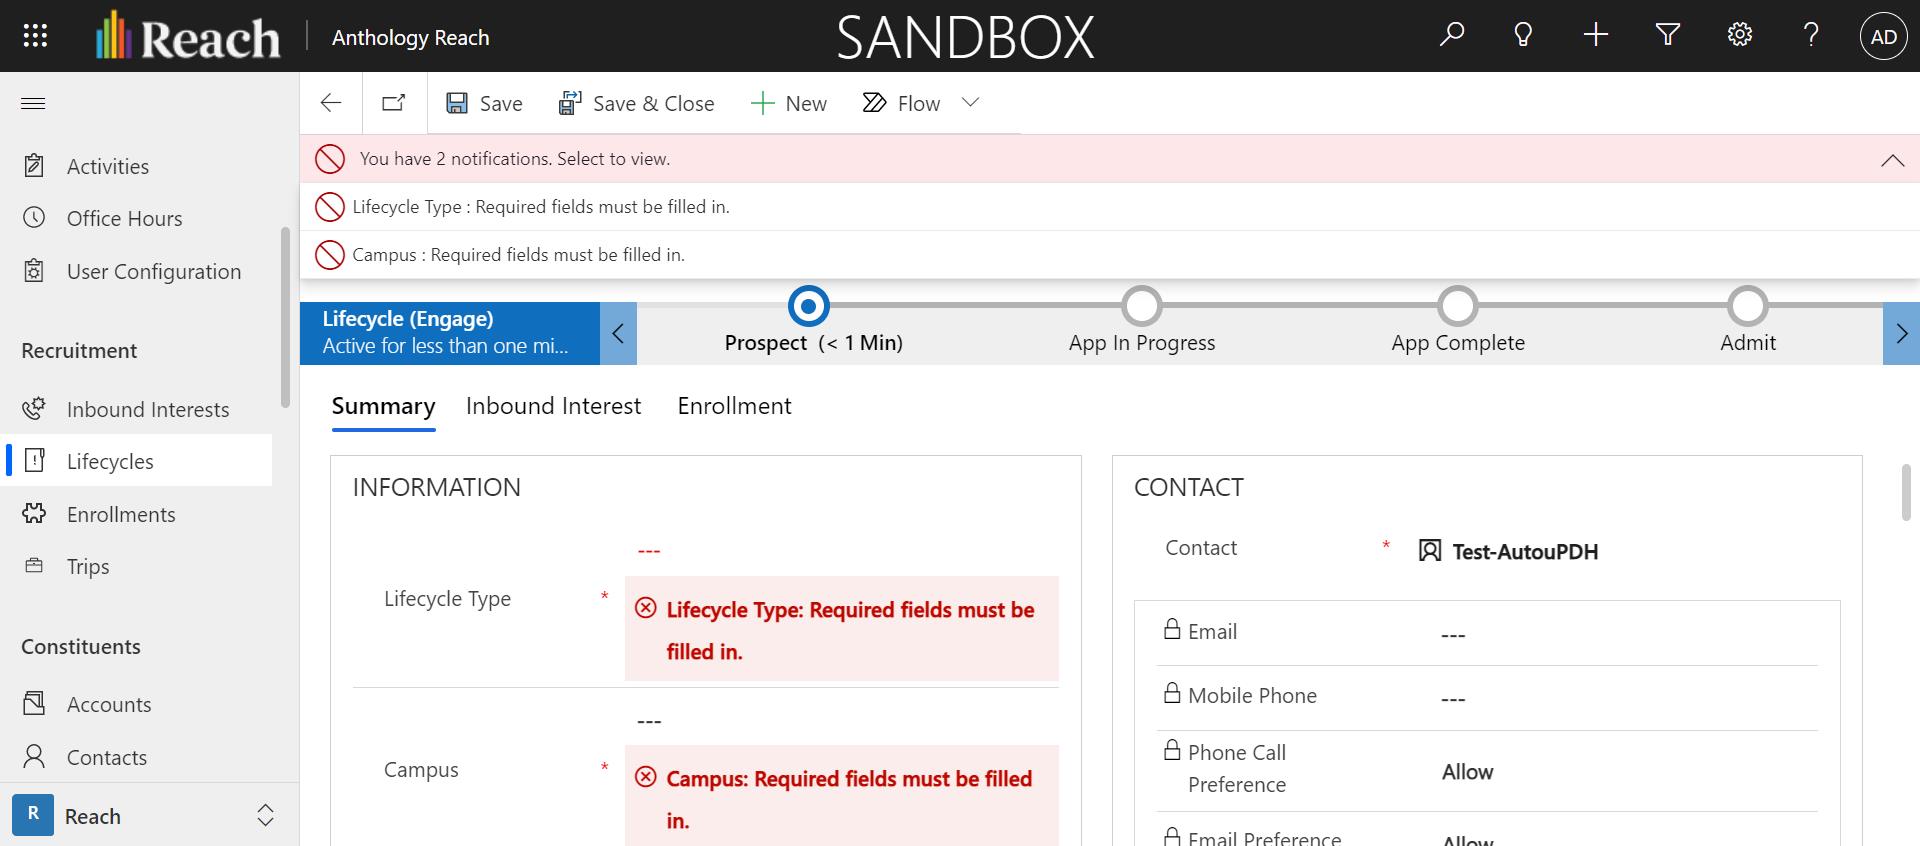 Reach
Anthology Reach
SANDBOX
AD
Save
Save & Close
New
Flow
You have 2 notifications. Select to view.
Lifecycle Type : Required fields must be filled in.
Campus : Required fields must be filled in.
Activities
Office Hours
User Configuration
Recruitment
Inbound Interests
Lifecycles
Enrollments
Trips
Constituents
Accounts
Contacts
R
Reach
Lifecycle (Engage)
Active for less than one mi...
Prospect (< 1 Min)
App In Progress
App Complete
Admit
Summary
Inbound Interest
Enrollment
INFORMATION
---
Lifecycle Type *
Lifecycle Type: Required fields must be
filled in.
---
Campus *
Campus: Required fields must be filled
in.
CONTACT
Contact * Test-AutouPDH
Email ---
Mobile Phone ---
Phone Call
Preference
Allow
Email Preference Allow